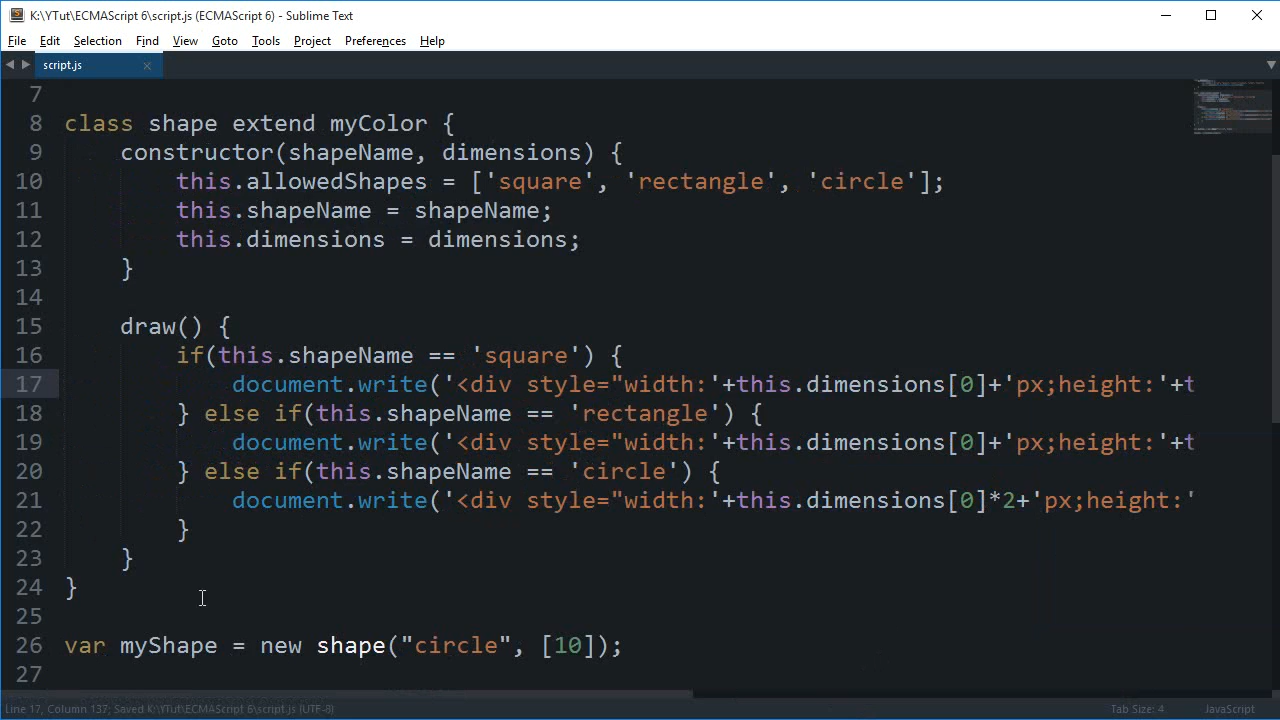 K:\YTut\ECMAScript 6\script.js (ECMAScript 6) - Sublime Text
File Edit Selection Find View Goto Tools Project Preferences Help
script.js
7
8 class shape extend myColor {
9 constructor(shapeName, dimensions) {
10 this.allowedShapes = ['square', 'rectangle', 'circle'];
11 this.shapeName = shapeName;
12 this.dimensions = dimensions;
13 }
14
15 draw() {
16 if(this.shapeName == 'square') {
17 document.write('<div style="width:'+this.dimensions[0]+'px;height:'+t
18 } else if(this.shapeName == 'rectangle') {
19 document.write('<div style="width:'+this.dimensions[0]+'px;height:'+t
20 } else if(this.shapeName == 'circle') {
21 document.write('<div style="width:'+this.dimensions[0]*2+'px;height:'
22 }
23 }
24 }
25
26 var myShape = new shape("circle", [10]);
27
Line 17, Column 137; Saved K:\YTut\ECMAScript 6\script.js (UTF-8) Tab Size: 4 JavaScript